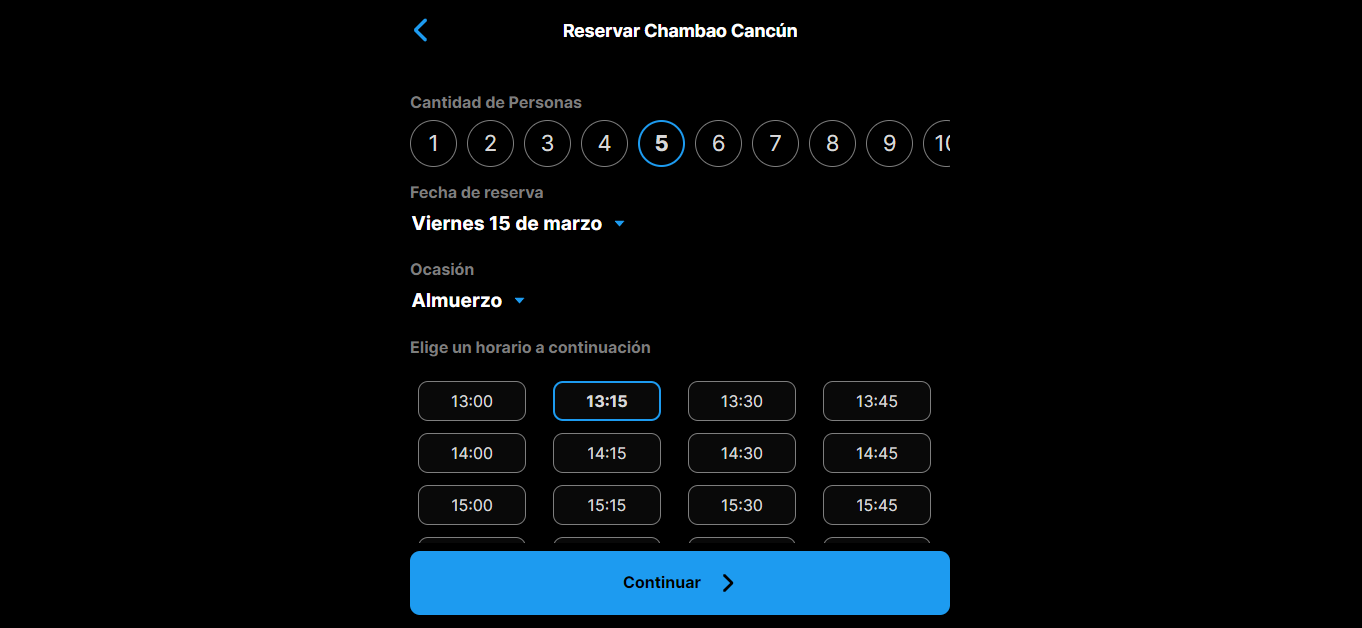 Reservar Chambao Cancún
Cantidad de Personas
1 2 3 4 5 6 7 8 9 10
Fecha de reserva
Viernes 15 de marzo
Ocasión
Almuerzo
Elige un horario a continuación
13:00 13:15 13:30 13:45
14:00 14:15 14:30 14:45
15:00 15:15 15:30 15:45
Continuar